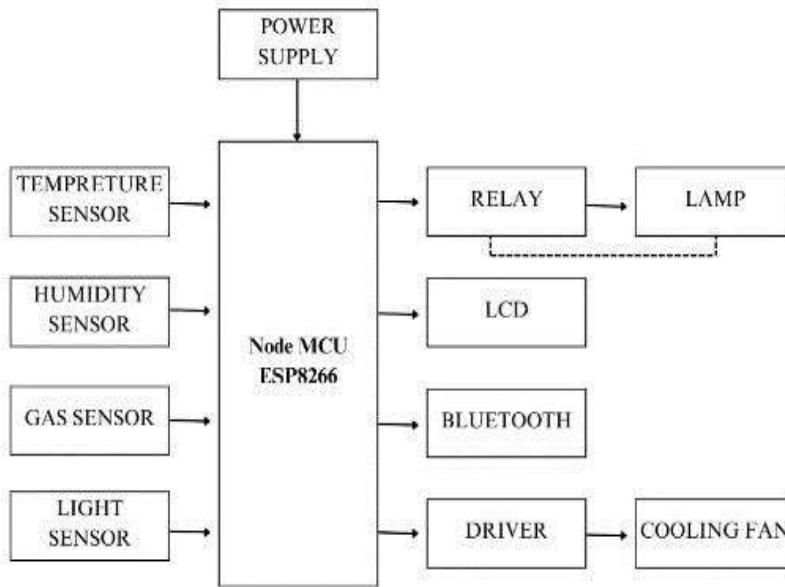 POWER
SUPPLY
TEMPRETURE
SENSOR
RELAY
LAMP
HUMIDITY
SENSOR
LCD
Node MCU
ESP8266
GAS SENSOR
BLUETOOTH
LIGHT
SENSOR
DRIVER
COOLING FAN